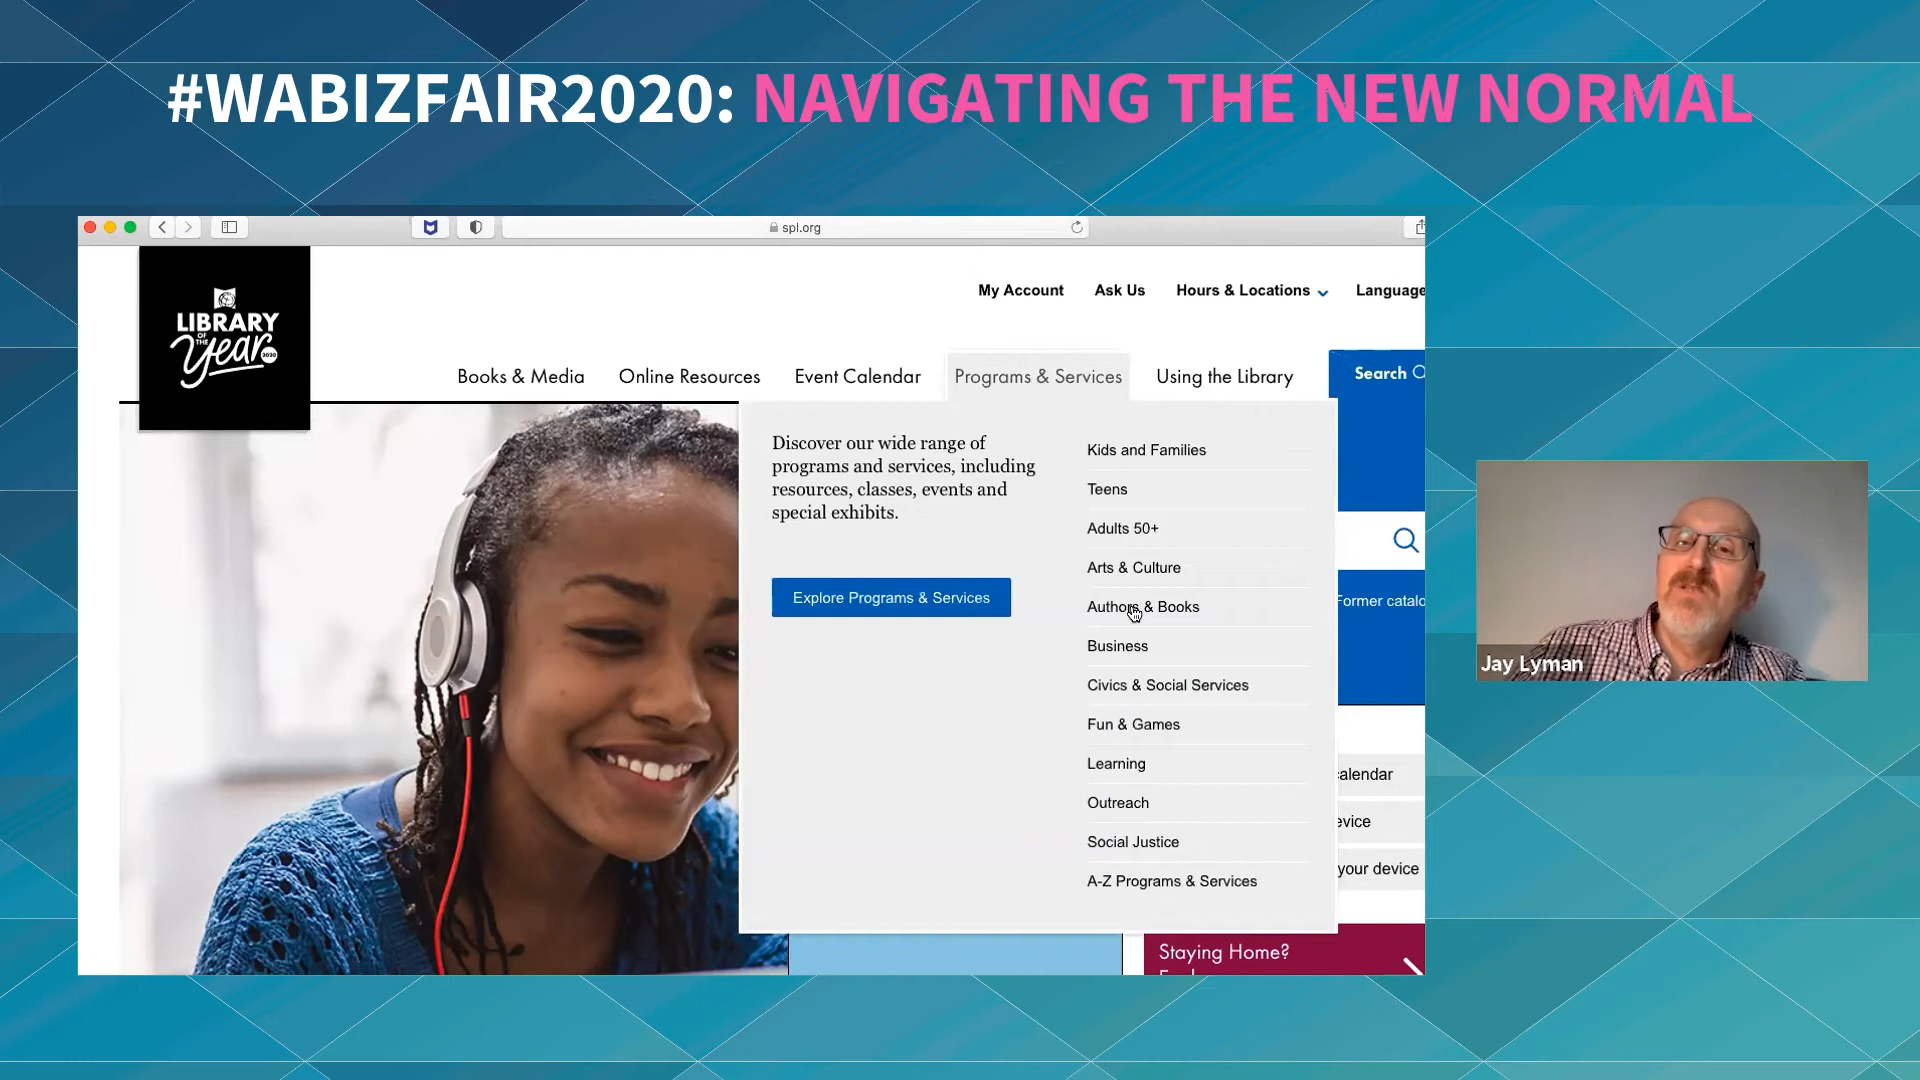 #WABIZFAIR2020: NAVIGATING THE NEW NORMAL
spl.org
LIBRARY
OF THE
Year 2020
My Account Ask Us Hours & Locations Language
Books & Media Online Resources Event Calendar Programs & Services Using the Library Search
Discover our wide range of
programs and services, including
resources, classes, events and
special exhibits.
Explore Programs & Services
Kids and Families
Teens
Adults 50+
Arts & Culture
Authors & Books
Business
Civics & Social Services
Fun & Games
Learning
Outreach
Social Justice
A-Z Programs & Services
Former catalo
alendar
evice
your device
Staying Home?
Jay Lyman